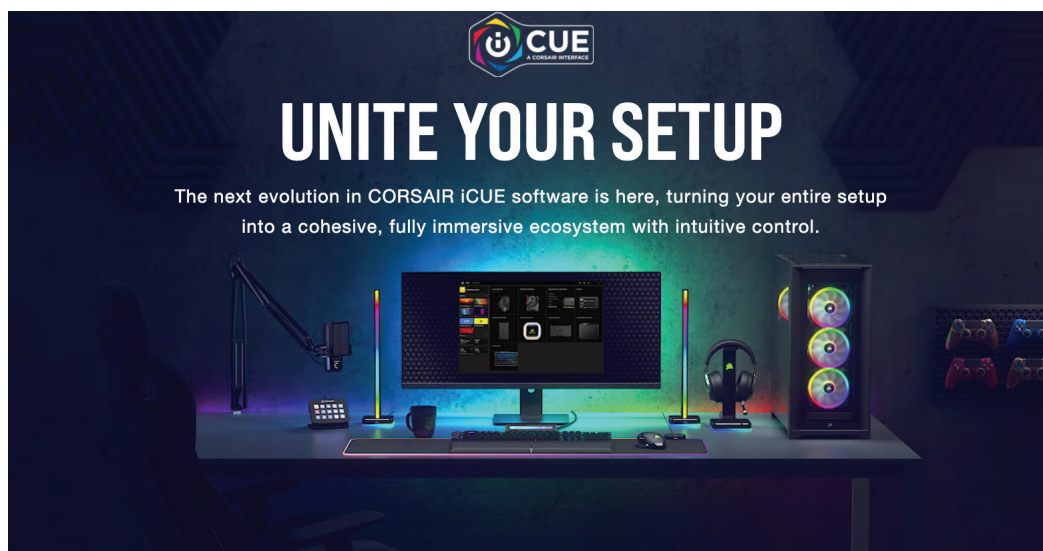 iCUE
A CORSAIR INTERFACE
UNITE YOUR SETUP
The next evolution in CORSAIR iCUE software is here, turning your entire setup
into a cohesive, fully immersive ecosystem with intuitive control.